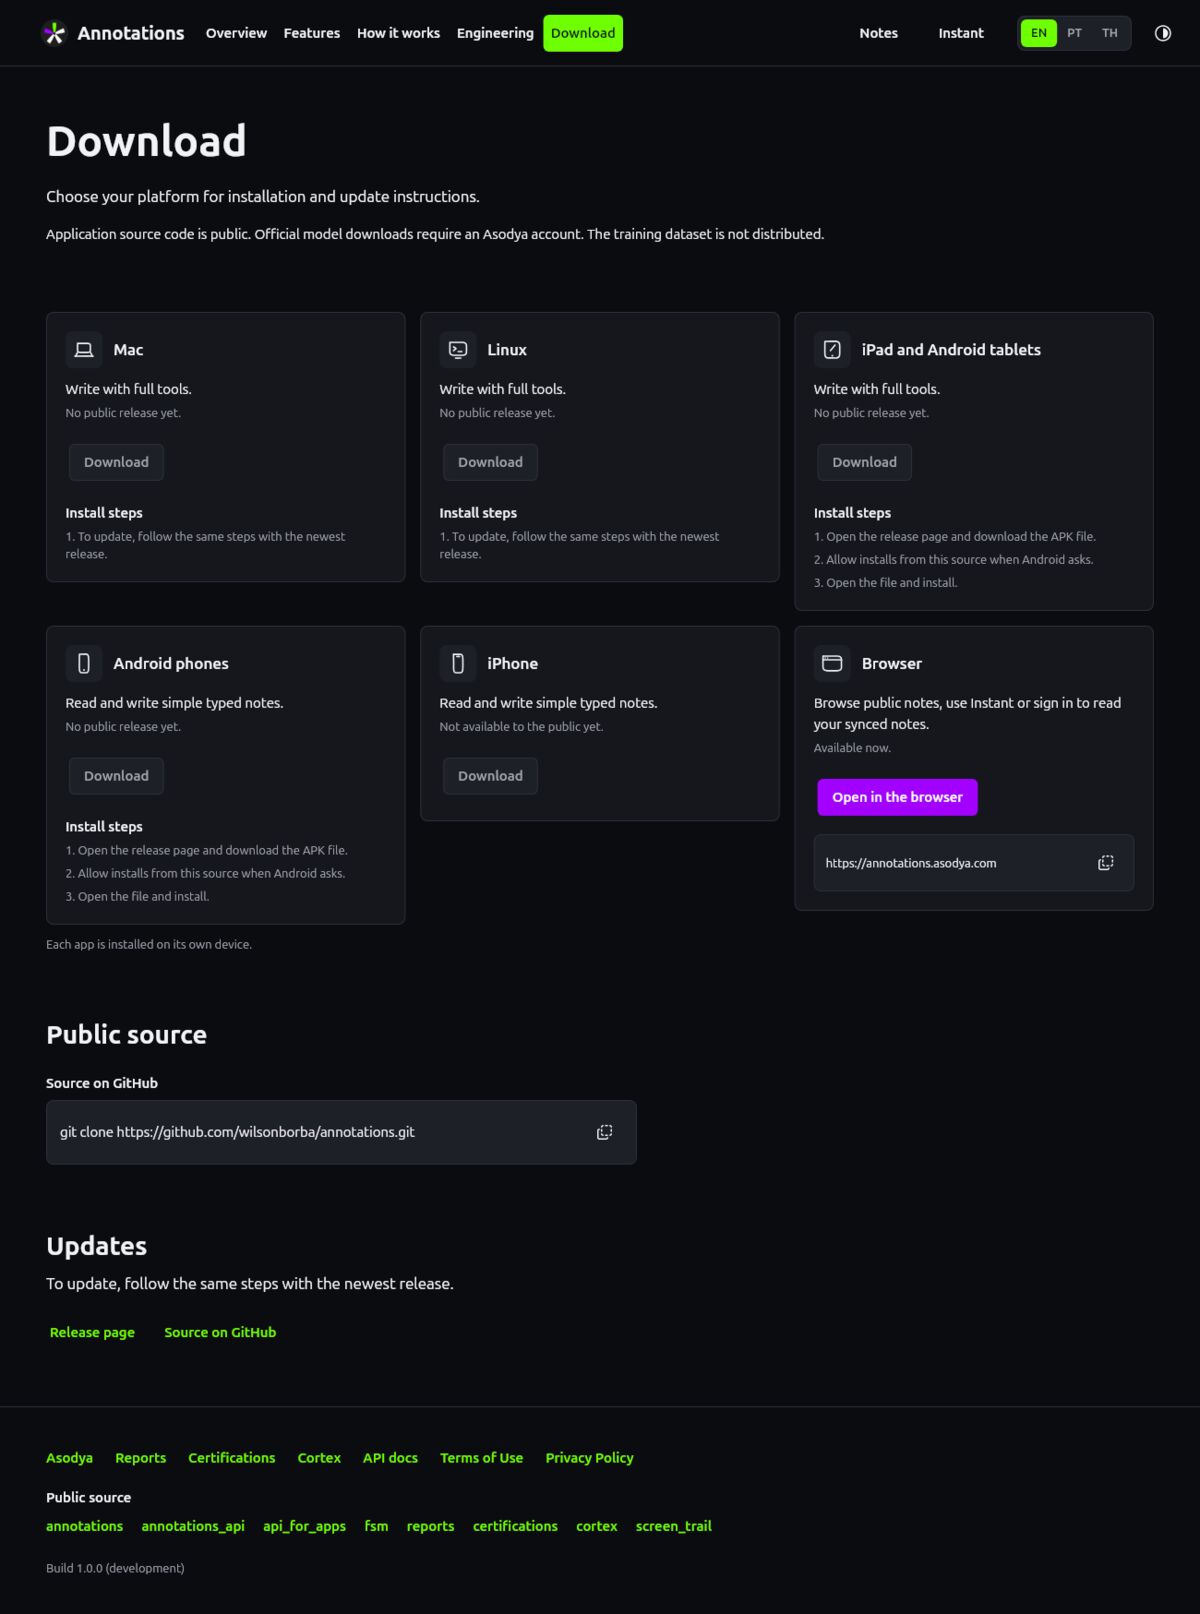 Annotations
Overview
Features
How it works
Engineering
Download
Notes
Instant
EN
PT
TH
Download
Choose your platform for installation and update instructions.
Application source code is public. Official model downloads require an Asodya account. The training dataset is not distributed.
Mac
Write with full tools.
No public release yet.
Download
Install steps
1. To update, follow the same steps with the newest
release.
Linux
Write with full tools.
No public release yet.
Download
Install steps
1. To update, follow the same steps with the newest
release.
iPad and Android tablets
Write with full tools.
No public release yet.
Download
Install steps
1. Open the release page and download the APK file.
2. Allow installs from this source when Android asks.
3. Open the file and install.
Android phones
Read and write simple typed notes.
No public release yet.
Download
Install steps
1. Open the release page and download the APK file.
2. Allow installs from this source when Android asks.
3. Open the file and install.
iPhone
Read and write simple typed notes.
Not available to the public yet.
Download
Browser
Browse public notes, use Instant or sign in to read
your synced notes.
Available now.
Open in the browser
https://annotations.asodya.com
Each app is installed on its own device.
Public source
Source on GitHub
git clone https://github.com/wilsonborba/annotations.git
Updates
To update, follow the same steps with the newest release.
Release page
Source on GitHub
Asodya
Reports
Certifications
Cortex
API docs
Terms of Use
Privacy Policy
Public source
annotations
annotations_api
api_for_apps
fsm
reports
certifications
cortex
screen_trail
Build 1.0.0 (development)